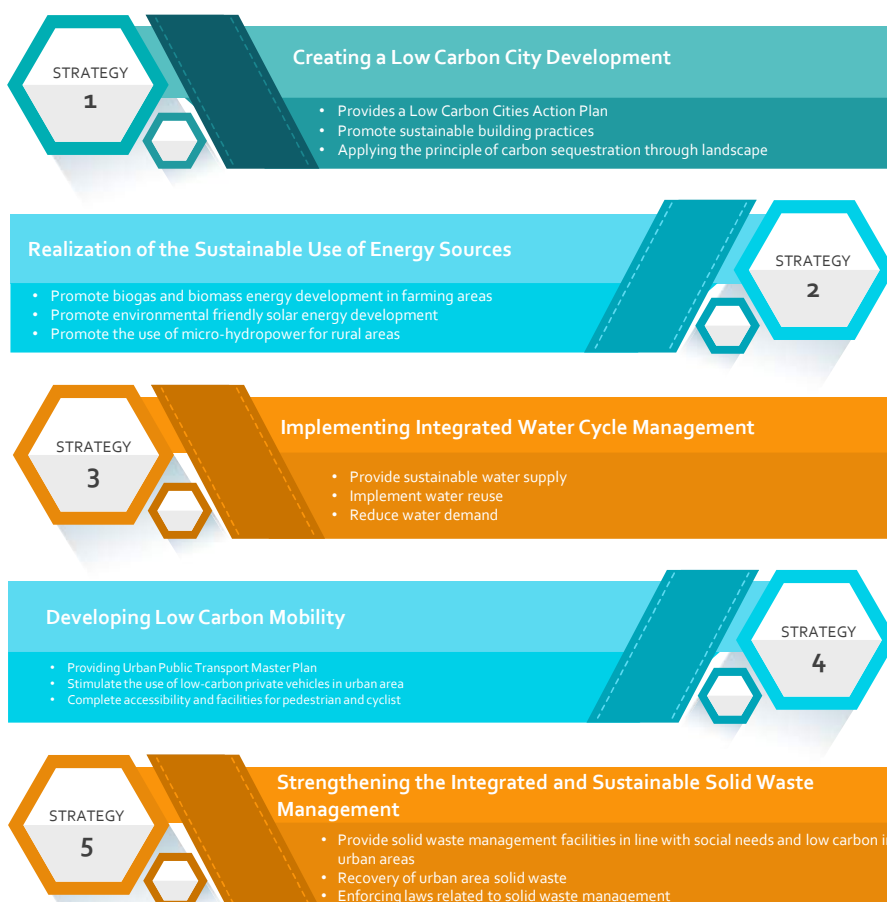 STRATEGY
1
Creating a Low Carbon City Development
• Provides a Low Carbon Cities Action Plan
• Promote sustainable building practices
• Applying the principle of carbon sequestration through landscape
Realization of the Sustainable Use of Energy Sources
• Promote biogas and biomass energy development in farming areas
• Promote environmental friendly solar energy development
• Promote the use of micro-hydropower for rural areas
STRATEGY
2
STRATEGY
3
Implementing Integrated Water Cycle Management
• Provide sustainable water supply
• Implement water reuse
• Reduce water demand
Developing Low Carbon Mobility
• Providing Urban Public Transport Master Plan
• Stimulate the use of low-carbon private vehicles in urban area
• Complete accessibility and facilities for pedestrian and cyclist
STRATEGY
4
STRATEGY
5
Strengthening the Integrated and Sustainable Solid Waste
Management
• Provide solid waste management facilities in line with social needs and low carbon in
urban areas
• Recovery of urban area solid waste
• Enforcing laws related to solid waste management